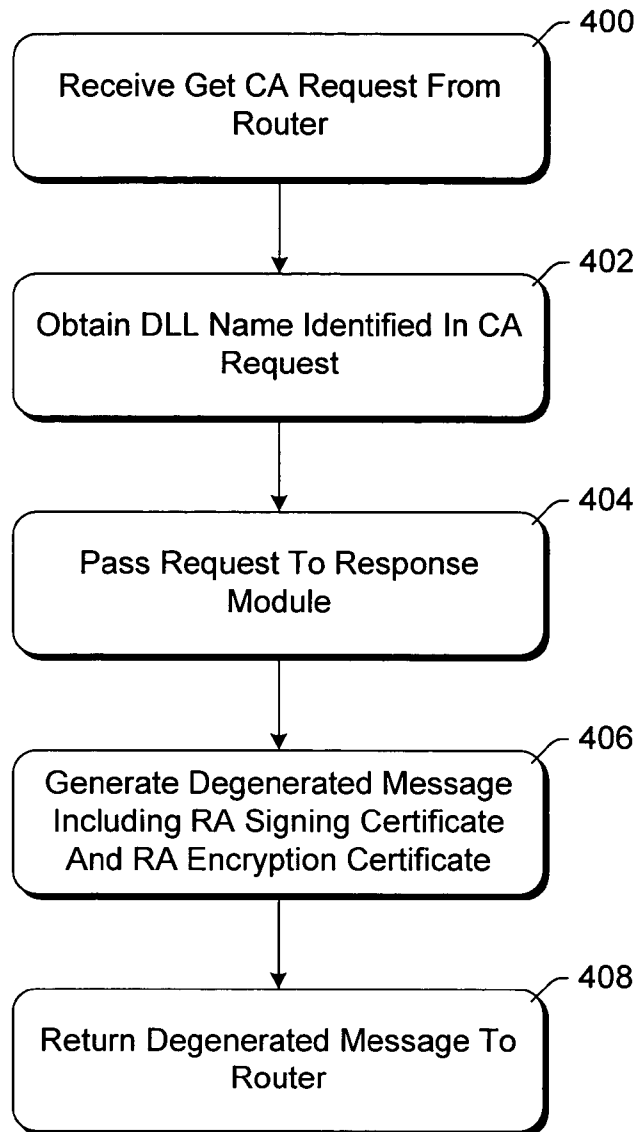 400
Receive Get CA Request From
Router
402
Obtain DLL Name Identified In CA
Request
404
Pass Request To Response
Module
406
Generate Degenerated Message
Including RA Signing Certificate
And RA Encryption Certificate
408
Return Degenerated Message To
Router